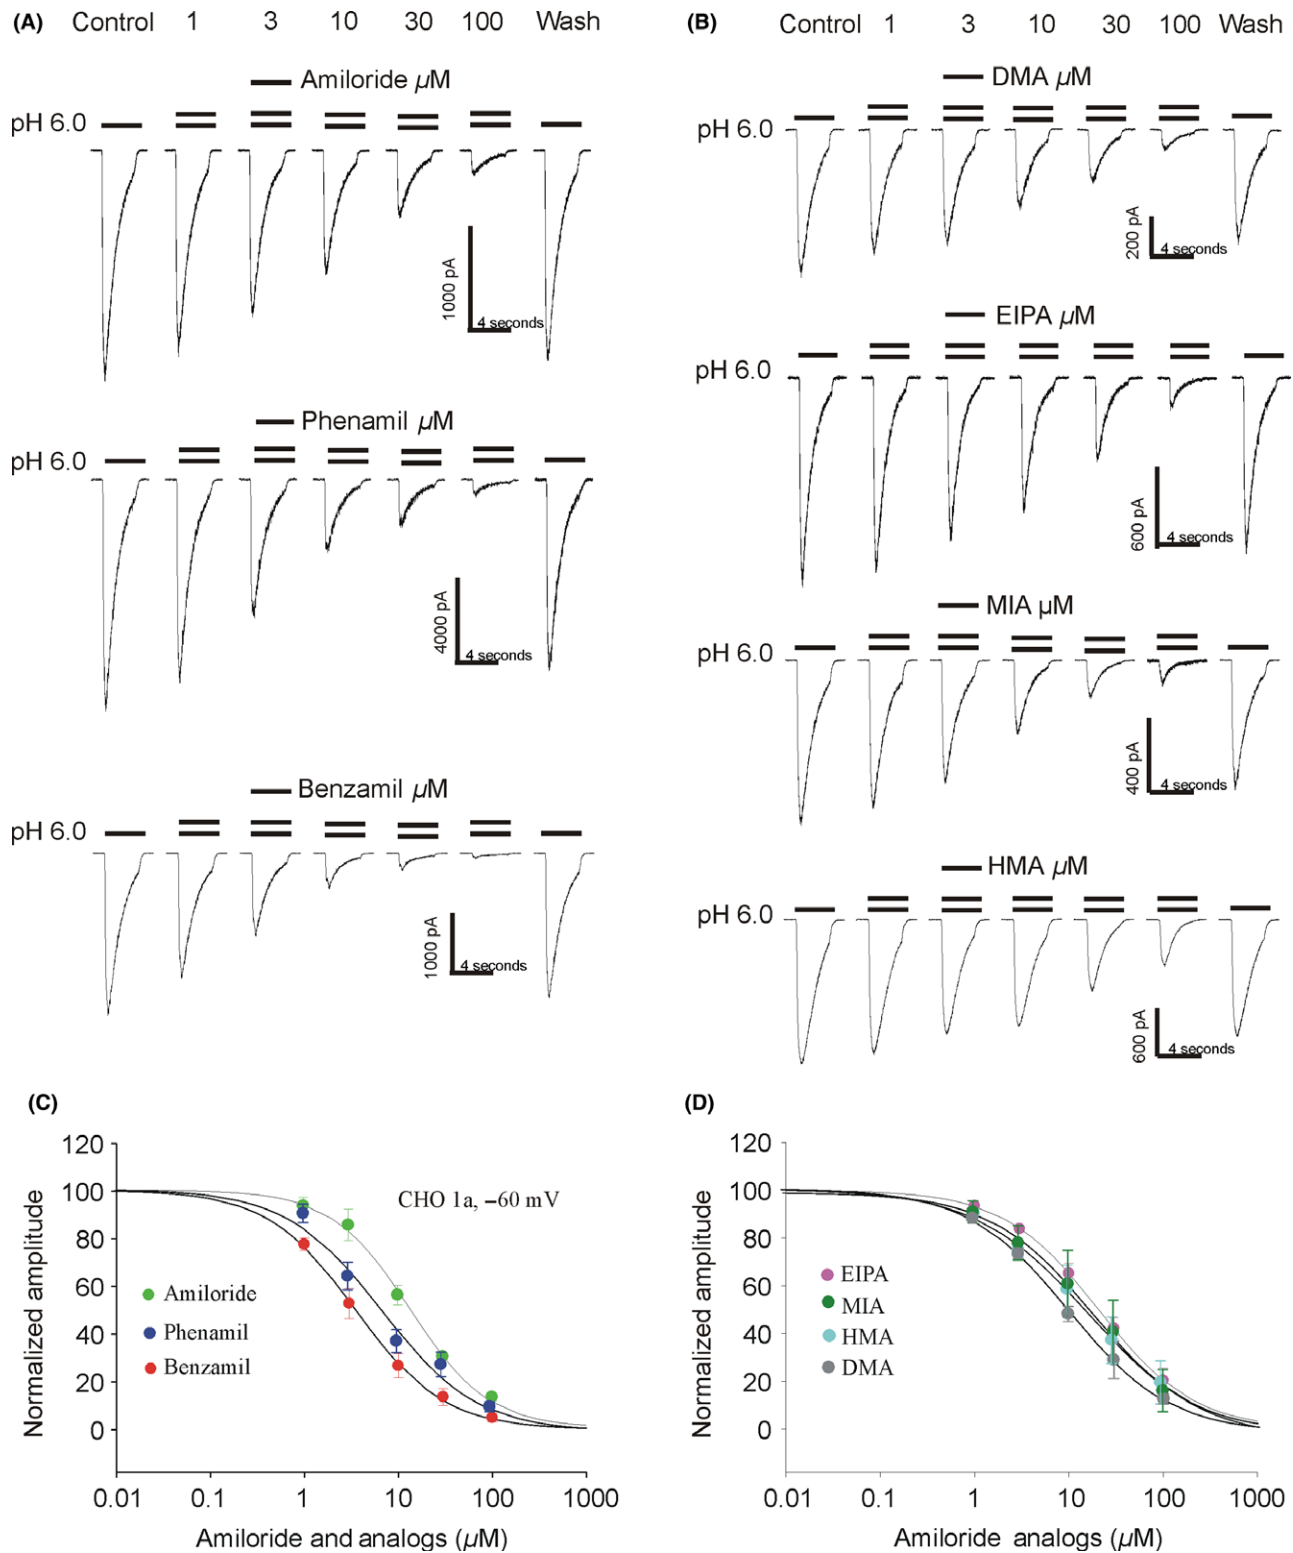 (A) Control 1 3 10 30 100 Wash
Amiloride µM
pH 6.0
1000 pA
4 seconds
Phenamil µM
pH 6.0
4000 pA
4 seconds
Benzamil µM
pH 6.0
1000 pA
4 seconds
(B) Control 1 3 10 30 100 Wash
DMA µM
pH 6.0
200 pA
4 seconds
EIPA µM
pH 6.0
600 pA
4 seconds
MIA µM
pH 6.0
400 pA
4 seconds
HMA µM
pH 6.0
600 pA
4 seconds
(C)
Normalized amplitude
120
100
80
60
40
20
0
CHO 1a, −60 mV
Amiloride
Phenamil
Benzamil
0.01 0.1 1 10 100 1000
Amiloride and analogs (µM)
(D)
Normalized amplitude
120
100
80
60
40
20
0
EIPA
MIA
HMA
DMA
0.01 0.1 1 10 100 1000
Amiloride analogs (µM)